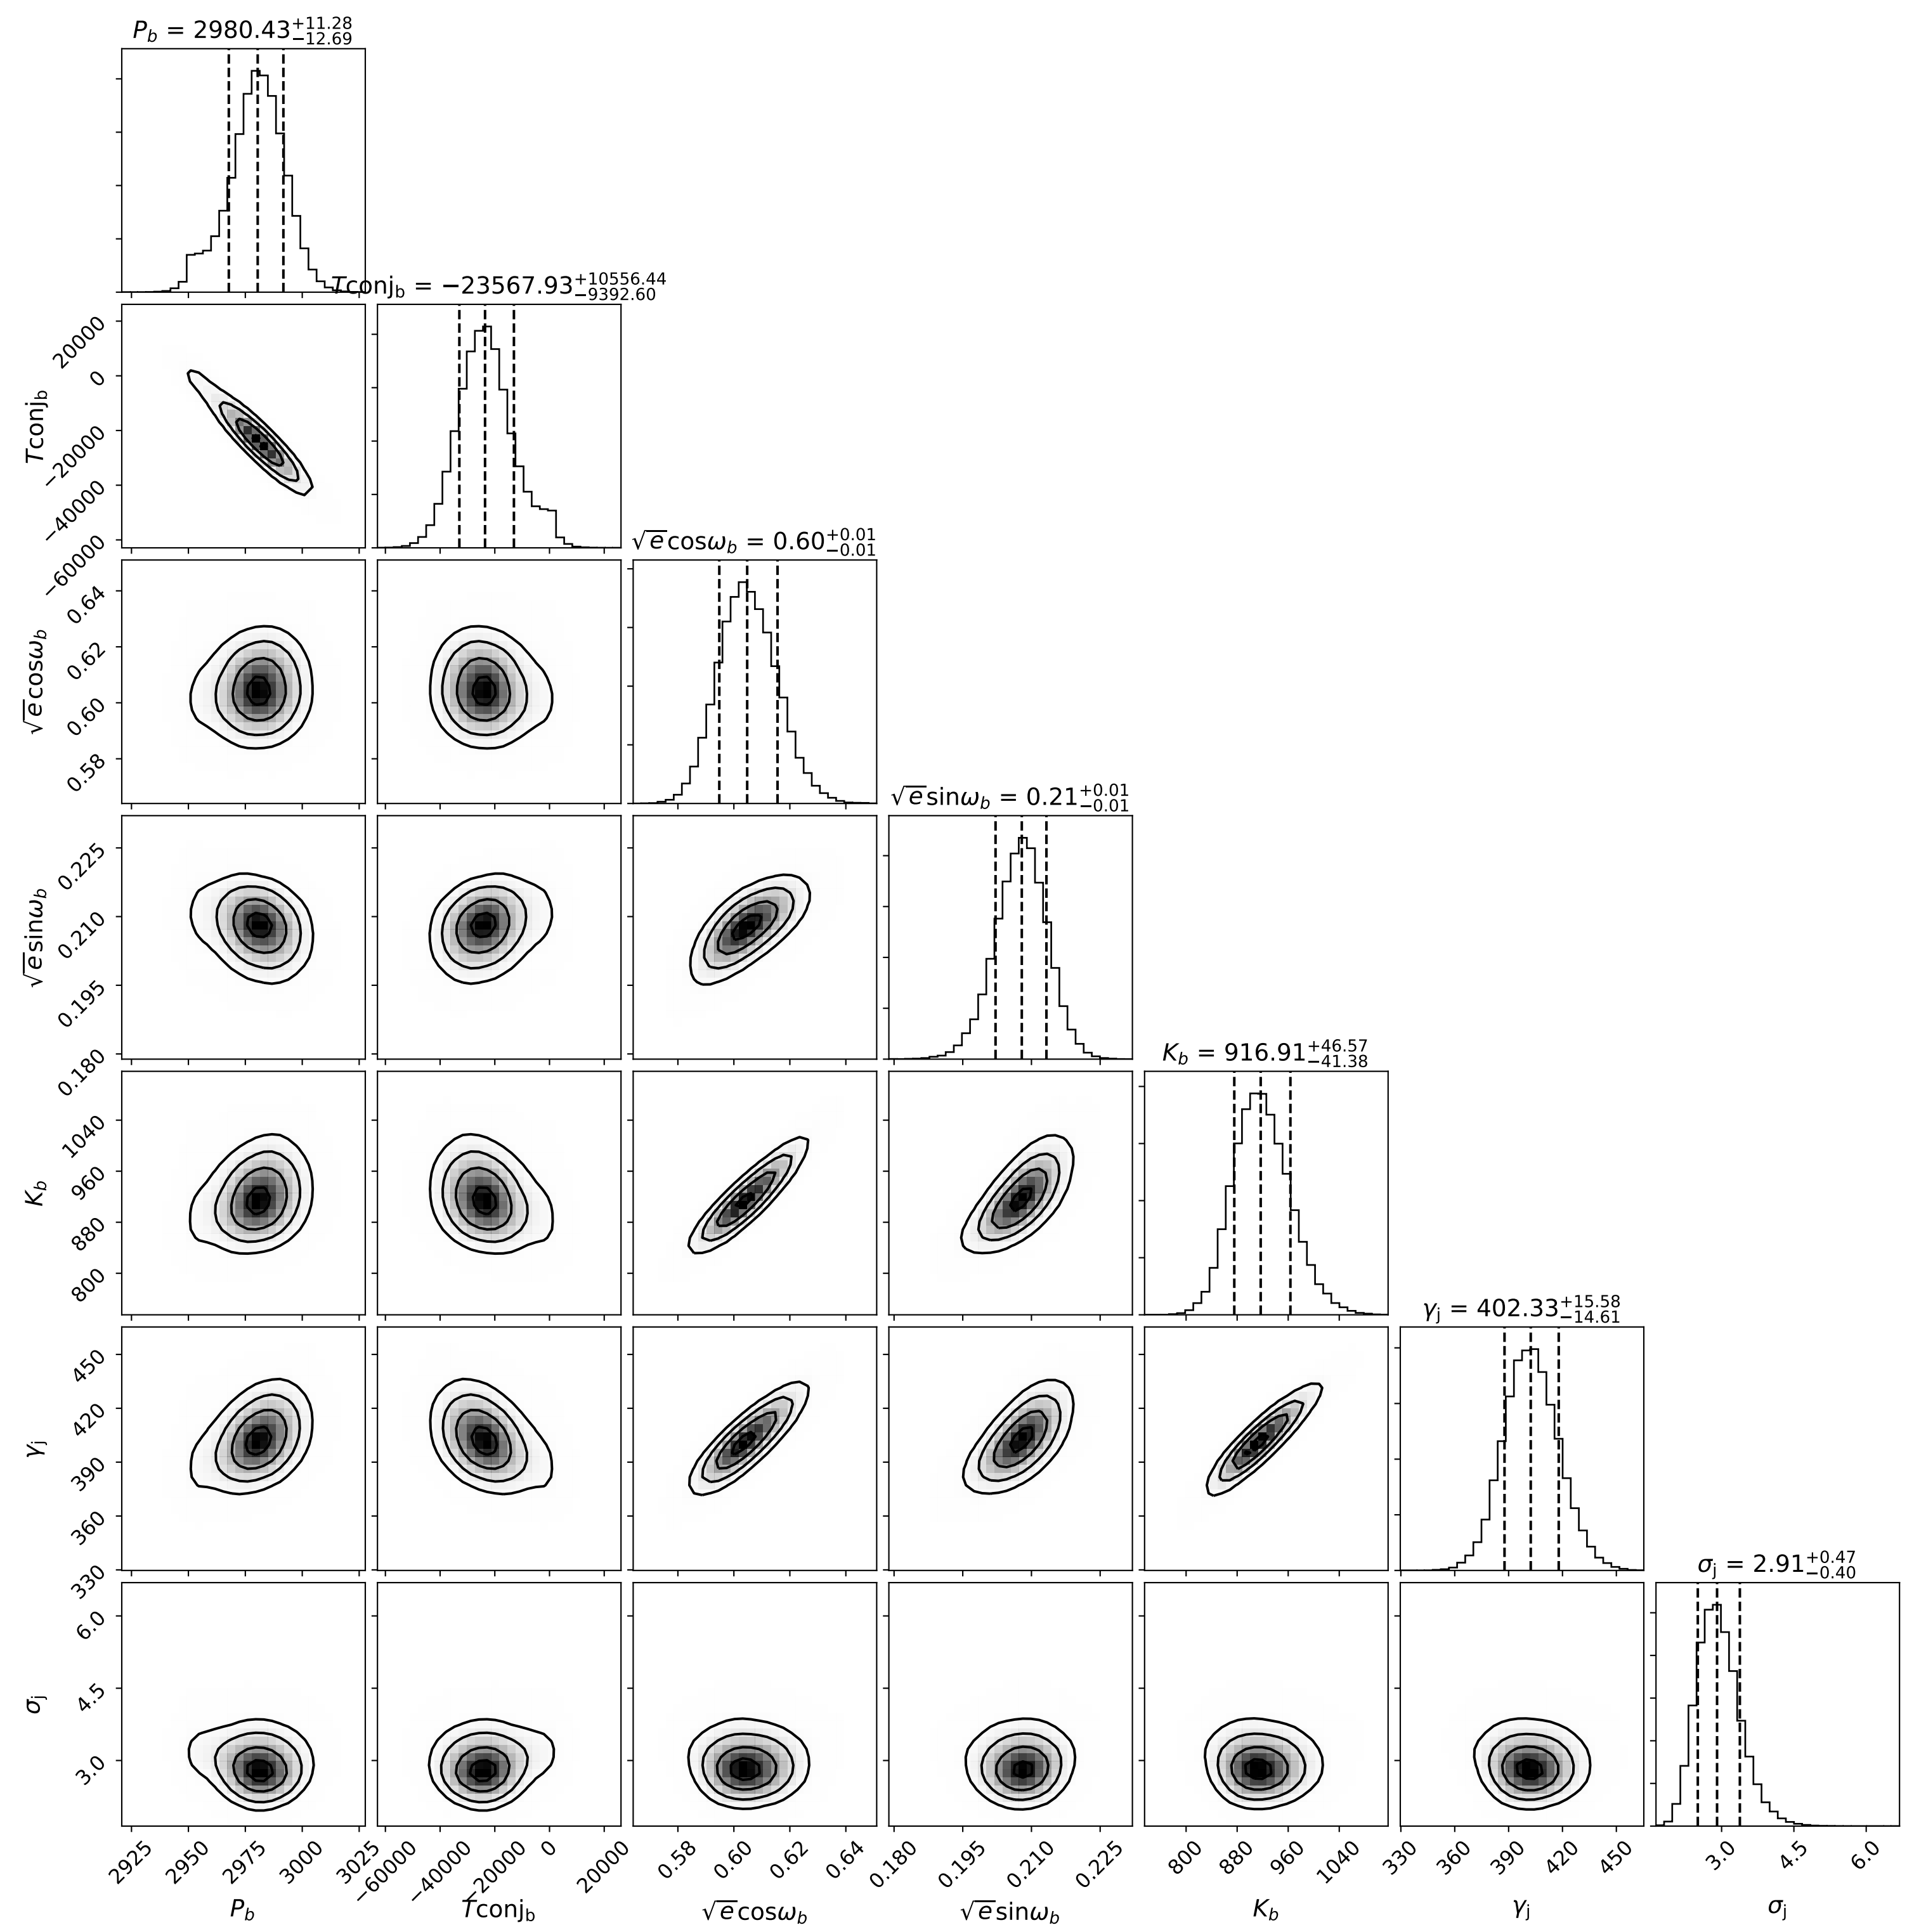 P_b = 2980.43^{+11.28}_{−12.69}
Tconj_b = −23567.93^{+10556.44}_{−9392.60}
20000
0
−20000
−40000
−60000
Tconj_b
√e cosω_b = 0.60^{+0.01}_{−0.01}
0.64
0.62
0.60
0.58
√e cosω_b
√e sinω_b = 0.21^{+0.01}_{−0.01}
0.225
0.210
0.195
0.180
√e sinω_b
K_b = 916.91^{+46.57}_{−41.38}
1040
960
880
800
K_b
γ_j = 402.33^{+15.58}_{−14.61}
450
420
390
360
330
γ_j
σ_j = 2.91^{+0.47}_{−0.40}
6.0
4.5
3.0
σ_j
2925 2950 2975 3000 3025
−60000 −40000 −20000 0 20000
0.58 0.60 0.62 0.64
0.180 0.195 0.210 0.225
800 880 960 1040
330 360 390 420 450
3.0 4.5 6.0
P_b Tconj_b √e cosω_b √e sinω_b K_b γ_j σ_j